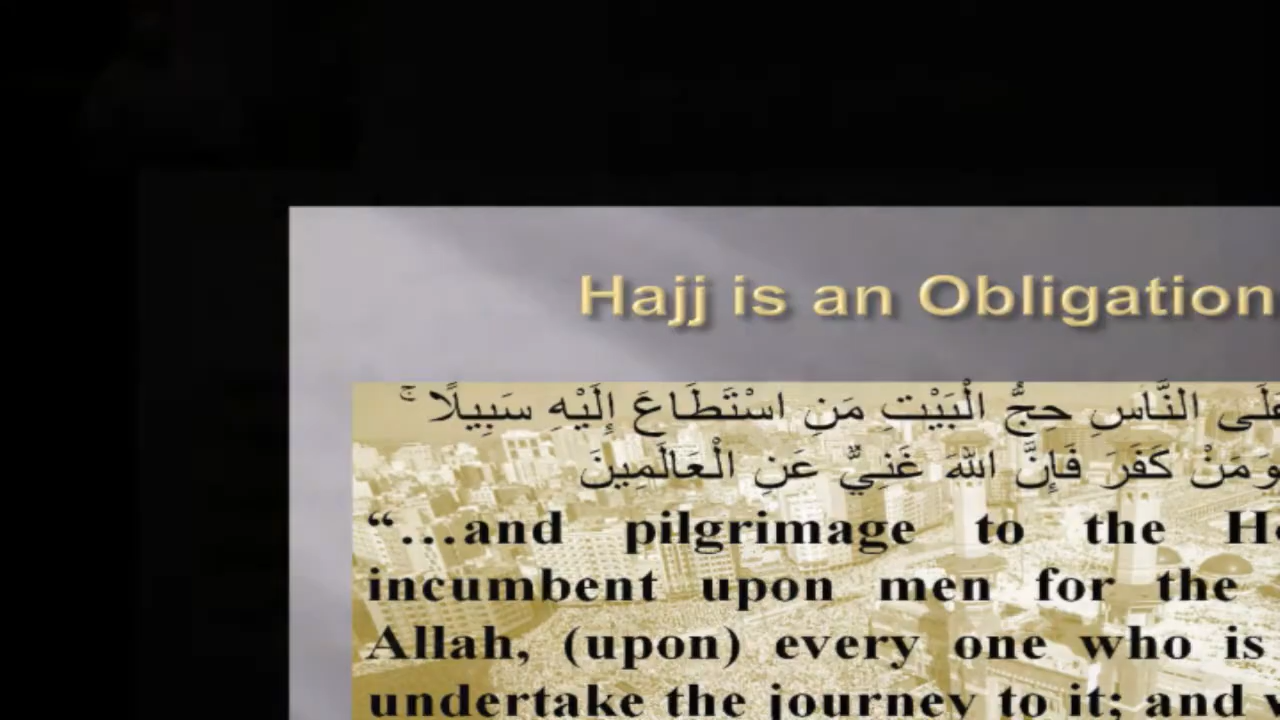 Hajj is an Obligation
عَلَى النَّاسِ حِجُّ الْبَيْتِ مَنِ اسْتَطَاعَ إِلَيْهِ سَبِيلًا ۚ
وَمَنْ كَفَرَ فَإِنَّ اللهَ غَنِيٌّ عَنِ الْعَالَمِينَ
“…and pilgrimage to the
incumbent upon men for the
Allah, (upon) every one who is
undertake the journey to it; and